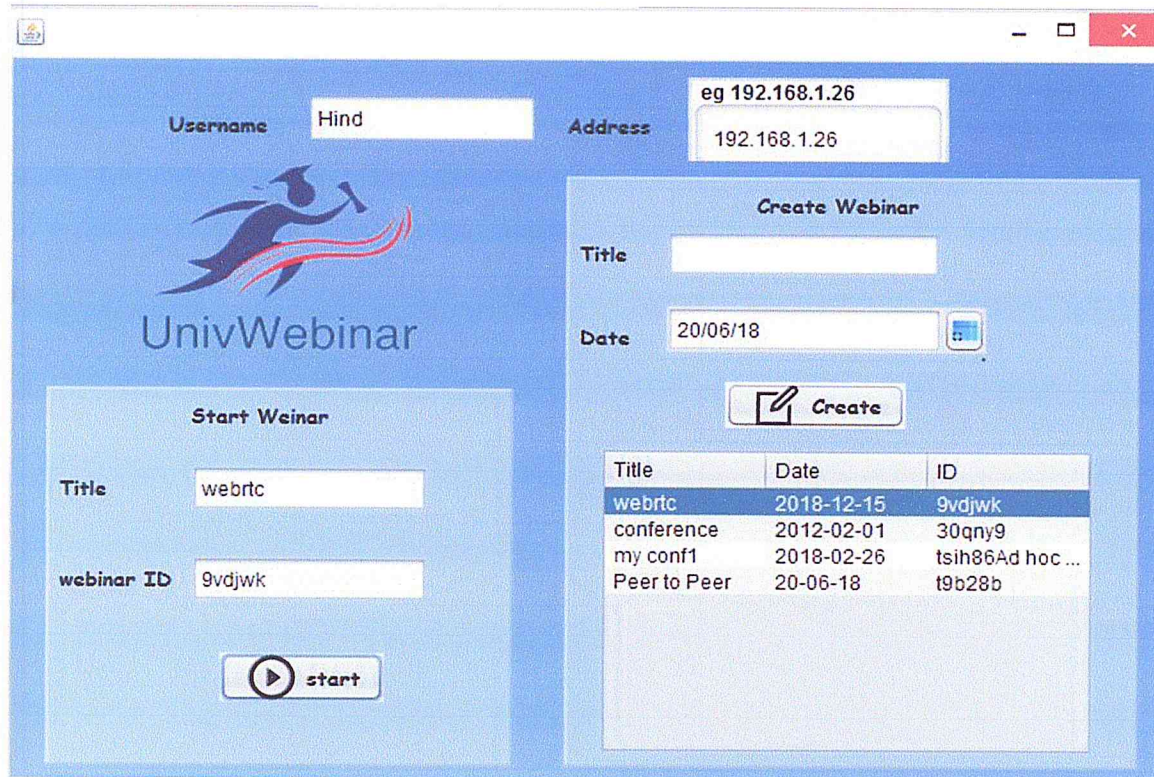 Username
Hind
Address
eg 192.168.1.26
192.168.1.26
UnivWebinar
Create Webinar
Title
Date
20/06/18
Create
Start Weinar
Title
webrtc
webinar ID
9vdjwk
start
Title Date ID
webrtc 2018-12-15 9vdjwk
conference 2012-02-01 30qny9
my conf1 2018-02-26 tsih86Ad hoc ...
Peer to Peer 20-06-18 t9b28b